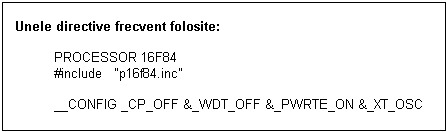 Unele directive frecvent folosite:
PROCESSOR 16F84
#include "p16f84.inc"
__CONFIG _CP_OFF &_WDT_OFF &_PWRTE_ON &_XT_OSC